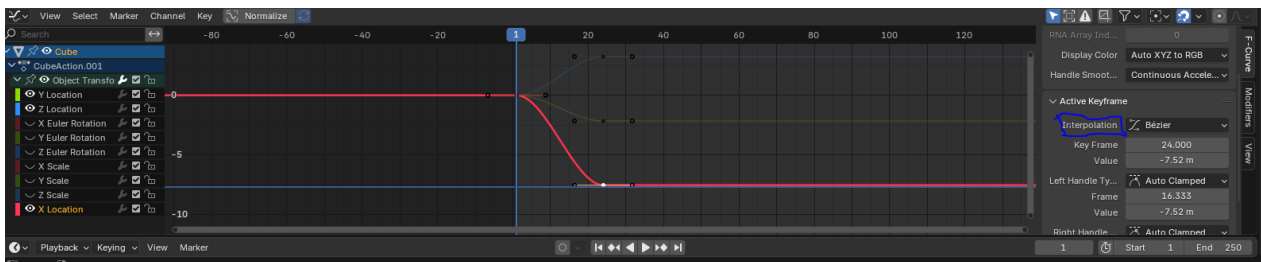 View Select Marker Channel Key Normalize
Search
-80 -60 -40 -20 1 20 40 60 80 100 120
Cube
CubeAction.001
Object Transfo
Y Location
Z Location
X Euler Rotation
Y Euler Rotation
Z Euler Rotation
X Scale
Y Scale
Z Scale
X Location
0
-5
-10
RNA Array Ind... 0
Display Color Auto XYZ to RGB
Handle Smoot... Continuous Accele...
Active Keyframe
Interpolation Bézier
Key Frame 24.000
Value -7.52 m
Left Handle Ty... Auto Clamped
Frame 16.333
Value -7.52 m
Right Handle ... Auto Clamped
F-Curve
Modifiers
View
Playback Keying View Marker
1 Start 1 End 250